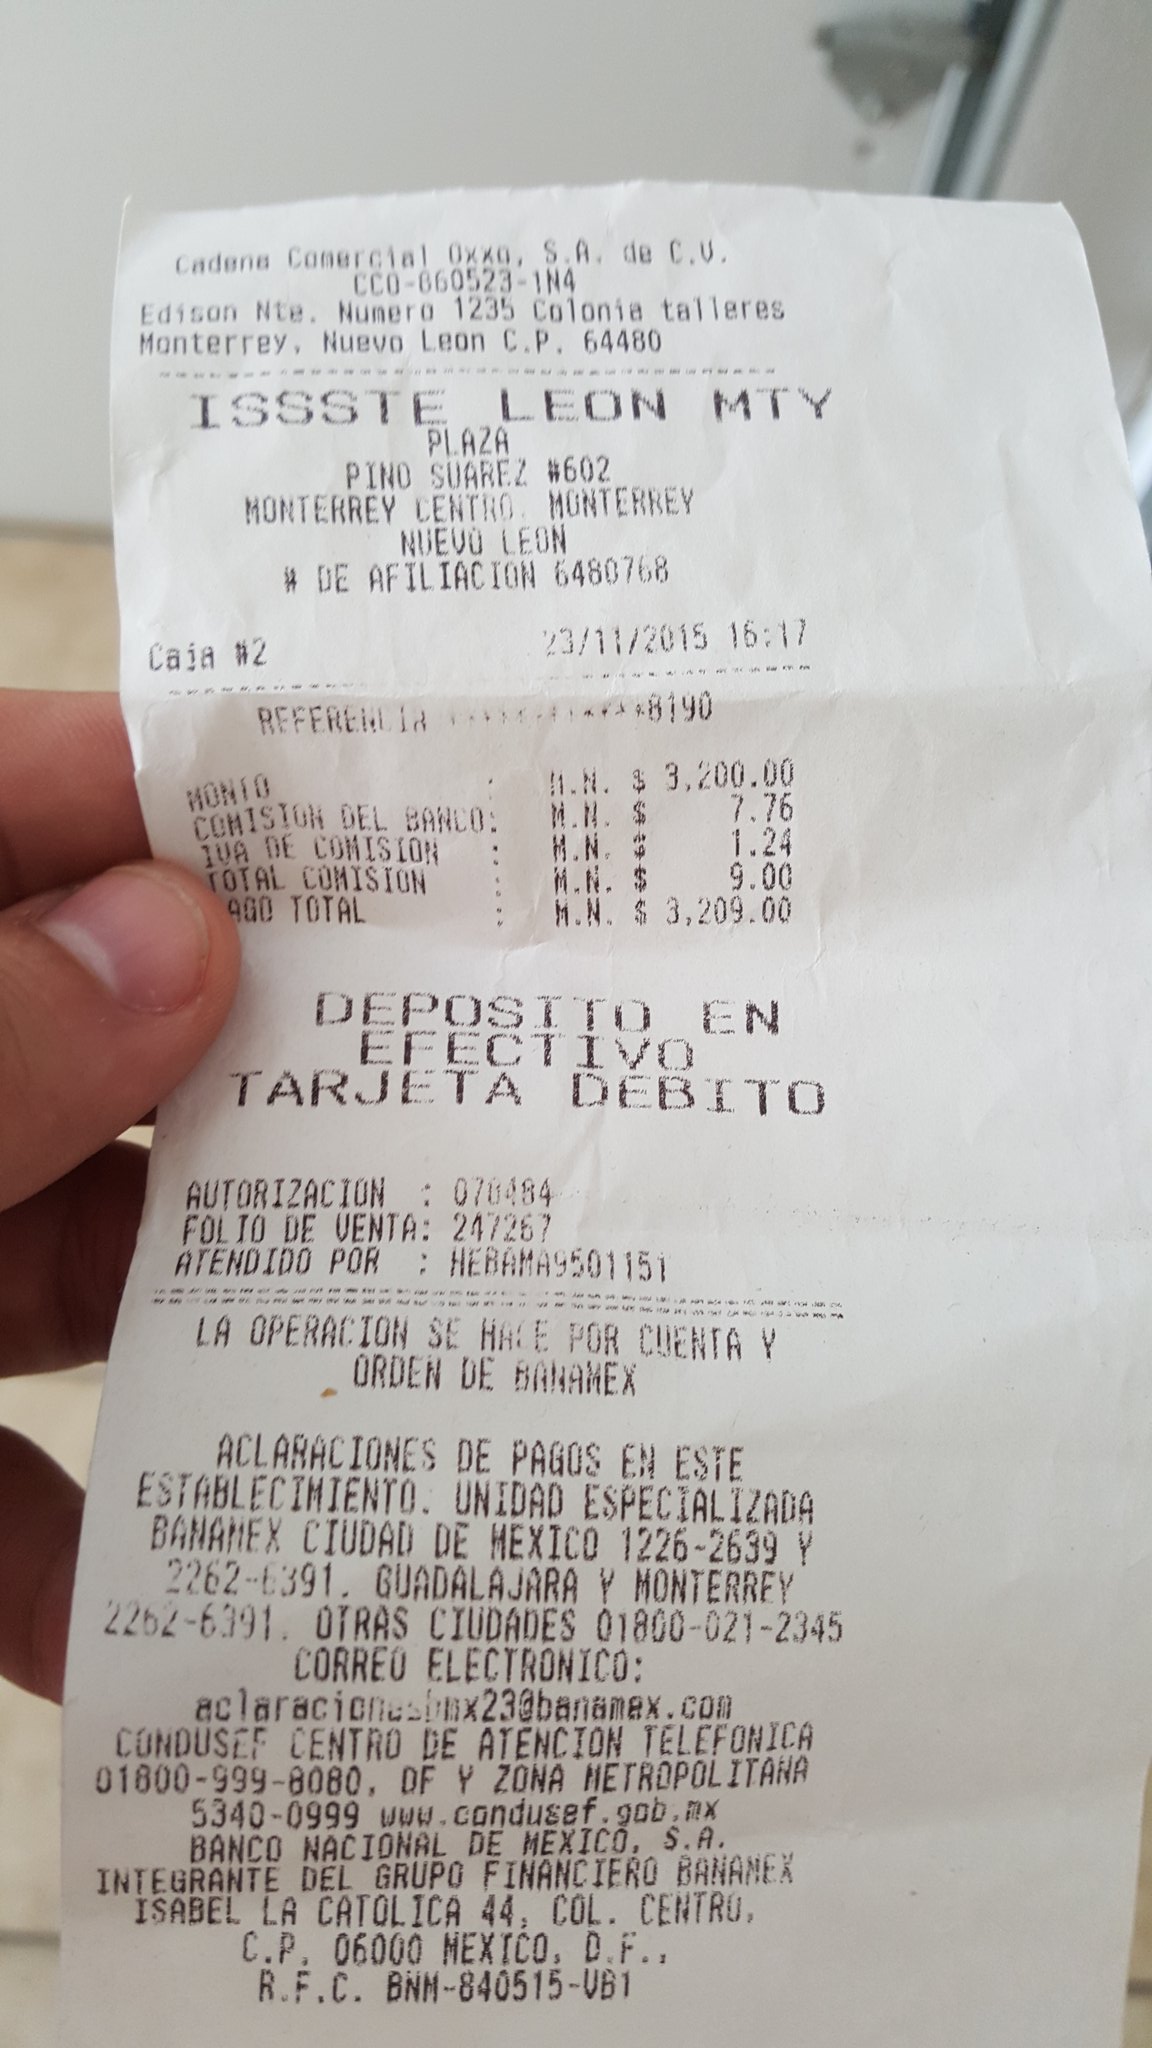 Cadena Comercial Oxxo, S.A. de C.V.
CCO-860523-1N4
Edison Nte. Numero 1235 Colonia talleres
Monterrey, Nuevo Leon C.P. 64480
ISSSTE LEON MTY
PLAZA
PINO SUAREZ #602
MONTERREY CENTRO, MONTERREY
NUEVO LEON
# DE AFILIACION 6480768
Caja #2 23/11/2015 16:17
REFERENCIA ************8190
MONTO : M.N. $ 3,200.00
COMISION DEL BANCO: M.N. $ 7.76
IVA DE COMISION : M.N. $ 1.24
TOTAL COMISION : M.N. $ 9.00
AGO TOTAL : M.N. $ 3,209.00
DEPOSITO EN
EFECTIVO
TARJETA DEBITO
AUTORIZACION : 070484
FOLIO DE VENTA: 247267
ATENDIDO POR : HEBAMA9501151
LA OPERACION SE HACE POR CUENTA Y
ORDEN DE BANAMEX
ACLARACIONES DE PAGOS EN ESTE
ESTABLECIMIENTO. UNIDAD ESPECIALIZADA
BANAMEX CIUDAD DE MEXICO 1226-2639 Y
2262-6391. GUADALAJARA Y MONTERREY
2262-6391. OTRAS CIUDADES 01800-021-2345
CORREO ELECTRONICO:
aclaracionesbmx23@banamex.com
CONDUSEF CENTRO DE ATENCION TELEFONICA
01800-999-8080, DF Y ZONA METROPOLITANA
5340-0999 www.condusef.gob.mx
BANCO NACIONAL DE MEXICO, S.A.
INTEGRANTE DEL GRUPO FINANCIERO BANAMEX
ISABEL LA CATOLICA 44, COL. CENTRO,
C.P. 06000 MEXICO, D.F.,
R.F.C. BNM-840515-VB1